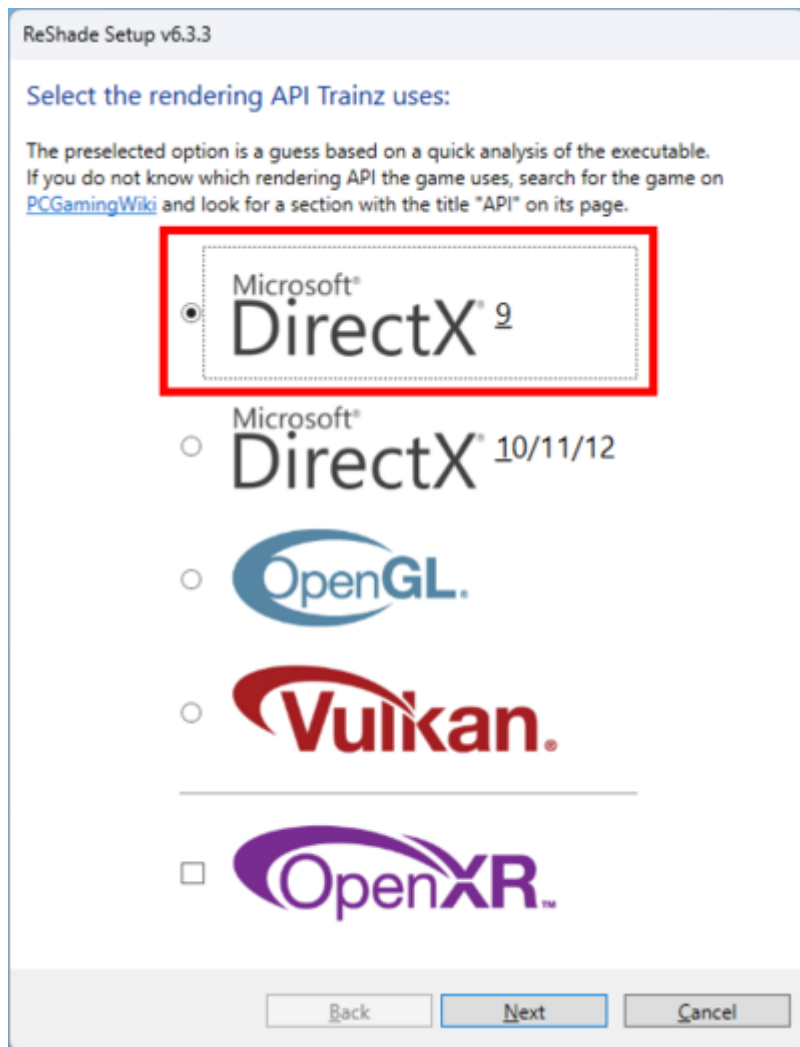 ReShade Setup v6.3.3
Select the rendering API Trainz uses:
The preselected option is a guess based on a quick analysis of the executable.
If you do not know which rendering API the game uses, search for the game on
PCGamingWiki and look for a section with the title "API" on its page.
Microsoft®
DirectX® 9
Microsoft®
DirectX® 10/11/12
OpenGL.
Vulkan.®
OpenXR™
Back Next Cancel